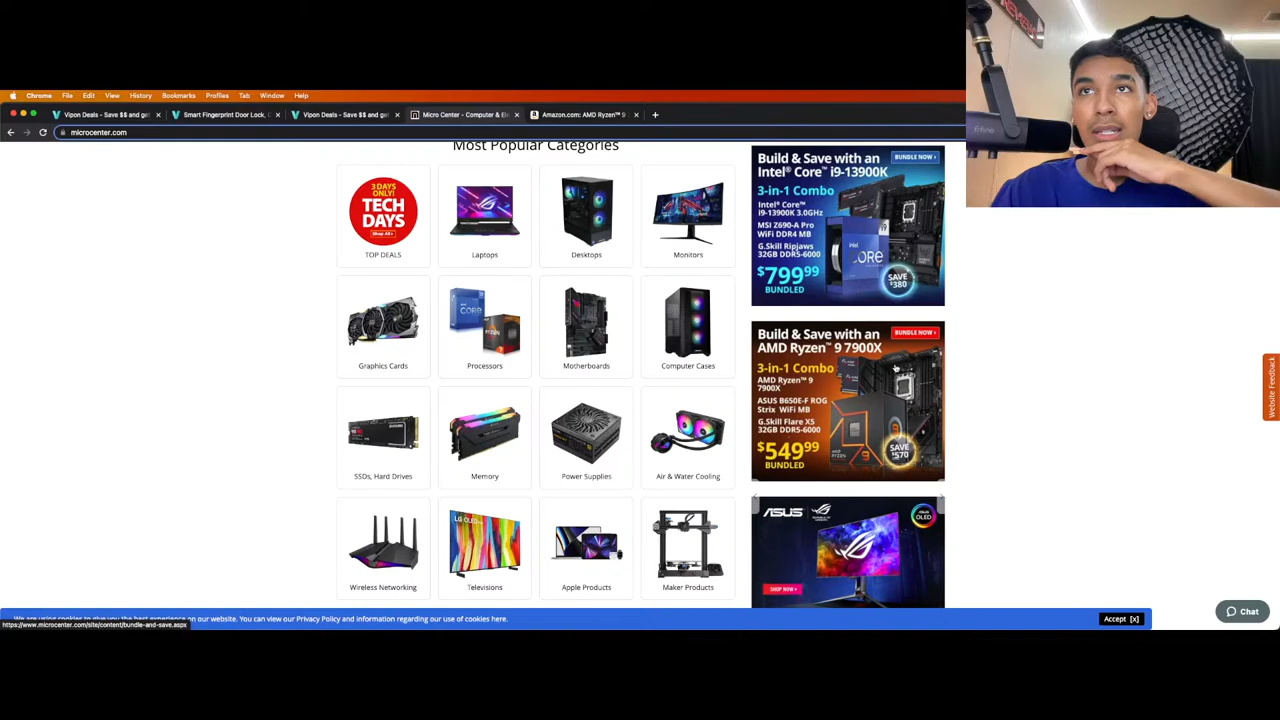 Chrome File Edit View History Bookmarks Profiles Tab Window Help
Vipon Deals - Save $$ and get
Smart Fingerprint Door Lock, C
Vipon Deals - Save $$ and get
Micro Center - Computer & Ele
Amazon.com: AMD Ryzen™ 9
microcenter.com
Most Popular Categories
3 DAYS
ONLY!
TECH
DAYS
Shop All
TOP DEALS
Laptops
Desktops
Monitors
Graphics Cards
Processors
Motherboards
Computer Cases
SSDs, Hard Drives
Memory
Power Supplies
Air & Water Cooling
Wireless Networking
Televisions
Apple Products
Maker Products
Build & Save with an
Intel® Core™ i9-13900K
BUNDLE NOW ›
3-in-1 Combo
Intel® Core™
i9-13900K 3.0GHz
MSI Z690-A Pro
WiFi DDR4 MB
G.Skill Ripjaws
32GB DDR5-6000
$799⁹⁹
BUNDLED
SAVE
$380
Build & Save with an
AMD Ryzen™ 9 7900X
BUNDLE NOW ›
3-in-1 Combo
AMD Ryzen™ 9
7900X
ASUS B650E-F ROG
Strix WiFi MB
G.Skill Flare X5
32GB DDR5-6000
$549⁹⁹
BUNDLED
SAVE
$570
ASUS
ASUS
OLED
SHOP NOW ›
Website Feedback
We are using cookies to give you the best experience on our website. You can view our Privacy Policy and information regarding our use of cookies here.
Accept [x]
Chat
https://www.microcenter.com/site/content/bundle-and-save.aspx
fifine